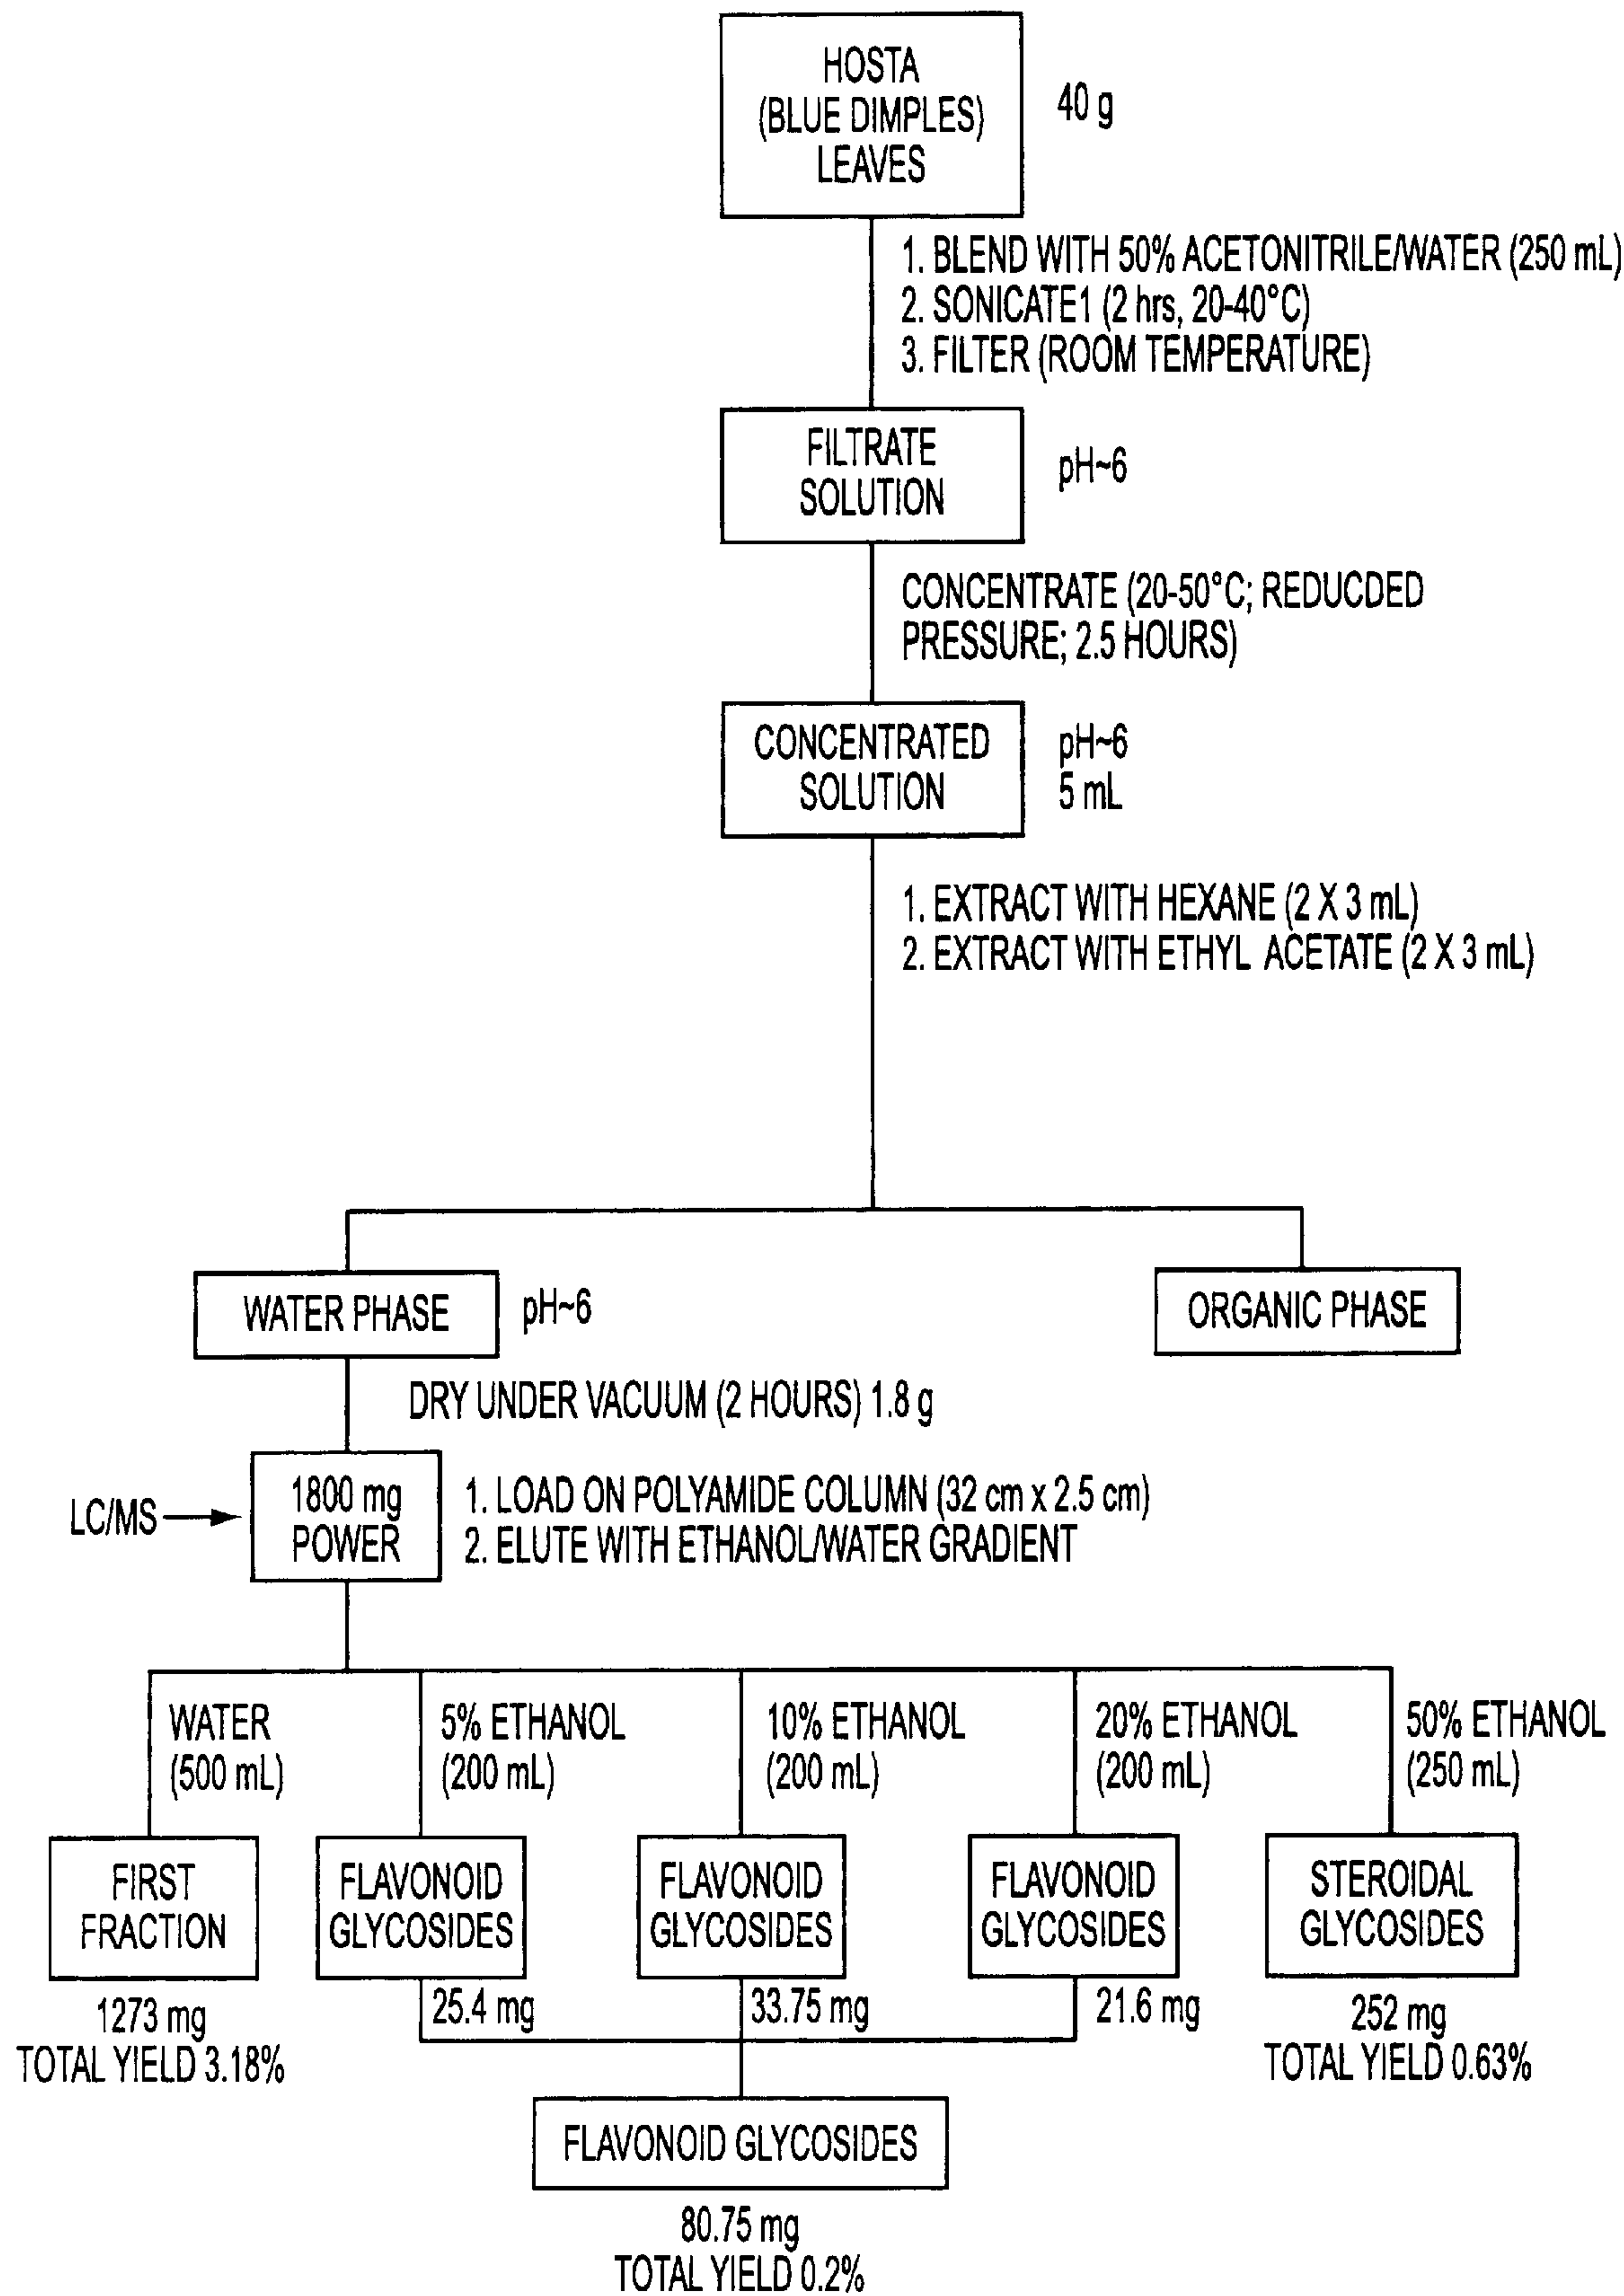 HOSTA
(BLUE DIMPLES)
LEAVES
40 g
1. BLEND WITH 50% ACETONITRILE/WATER (250 mL)
2. SONICATE1 (2 hrs, 20-40°C)
3. FILTER (ROOM TEMPERATURE)
FILTRATE
SOLUTION
pH~6
CONCENTRATE (20-50°C; REDUCDED
PRESSURE; 2.5 HOURS)
CONCENTRATED
SOLUTION
pH~6
5 mL
1. EXTRACT WITH HEXANE (2 X 3 mL)
2. EXTRACT WITH ETHYL ACETATE (2 X 3 mL)
WATER PHASE
pH~6
ORGANIC PHASE
DRY UNDER VACUUM (2 HOURS) 1.8 g
LC/MS
1800 mg
POWER
1. LOAD ON POLYAMIDE COLUMN (32 cm x 2.5 cm)
2. ELUTE WITH ETHANOL/WATER GRADIENT
WATER
(500 mL)
5% ETHANOL
(200 mL)
10% ETHANOL
(200 mL)
20% ETHANOL
(200 mL)
50% ETHANOL
(250 mL)
FIRST
FRACTION
FLAVONOID
GLYCOSIDES
FLAVONOID
GLYCOSIDES
FLAVONOID
GLYCOSIDES
STEROIDAL
GLYCOSIDES
1273 mg
TOTAL YIELD 3.18%
25.4 mg
33.75 mg
21.6 mg
252 mg
TOTAL YIELD 0.63%
FLAVONOID GLYCOSIDES
80.75 mg
TOTAL YIELD 0.2%